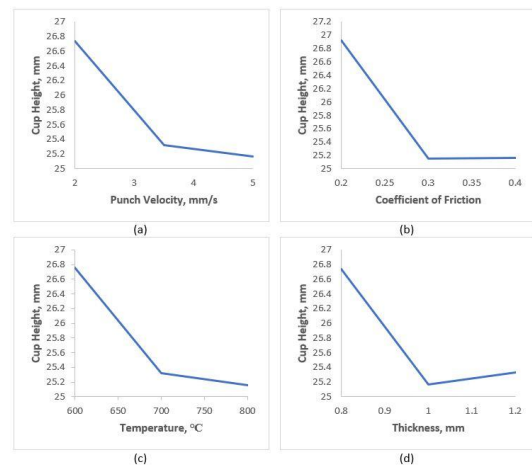 27
26.8
26.6
26.4
26.2
26
25.8
25.6
25.4
25.2
25
Cup Height, mm
2 3 4 5
Punch Velocity, mm/s
(a)
27.2
27
26.8
26.6
26.4
26.2
26
25.8
25.6
25.4
25.2
25
Cup Height, mm
0.2 0.25 0.3 0.35 0.4
Coefficient of Friction
(b)
27
26.8
26.6
26.4
26.2
26
25.8
25.6
25.4
25.2
25
Cup Height, mm
600 650 700 750 800
Temperature, °C
(c)
27
26.8
26.6
26.4
26.2
26
25.8
25.6
25.4
25.2
25
Cup Height, mm
0.8 0.9 1 1.1 1.2
Thickness, mm
(d)